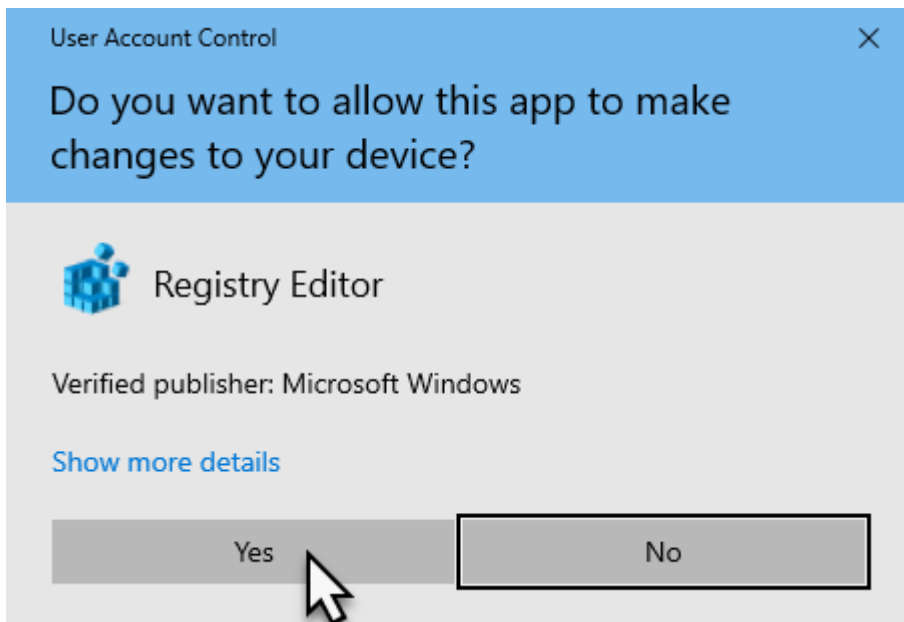 User Account Control
Do you want to allow this app to make
changes to your device?
Registry Editor
Verified publisher: Microsoft Windows
Show more details
Yes
No